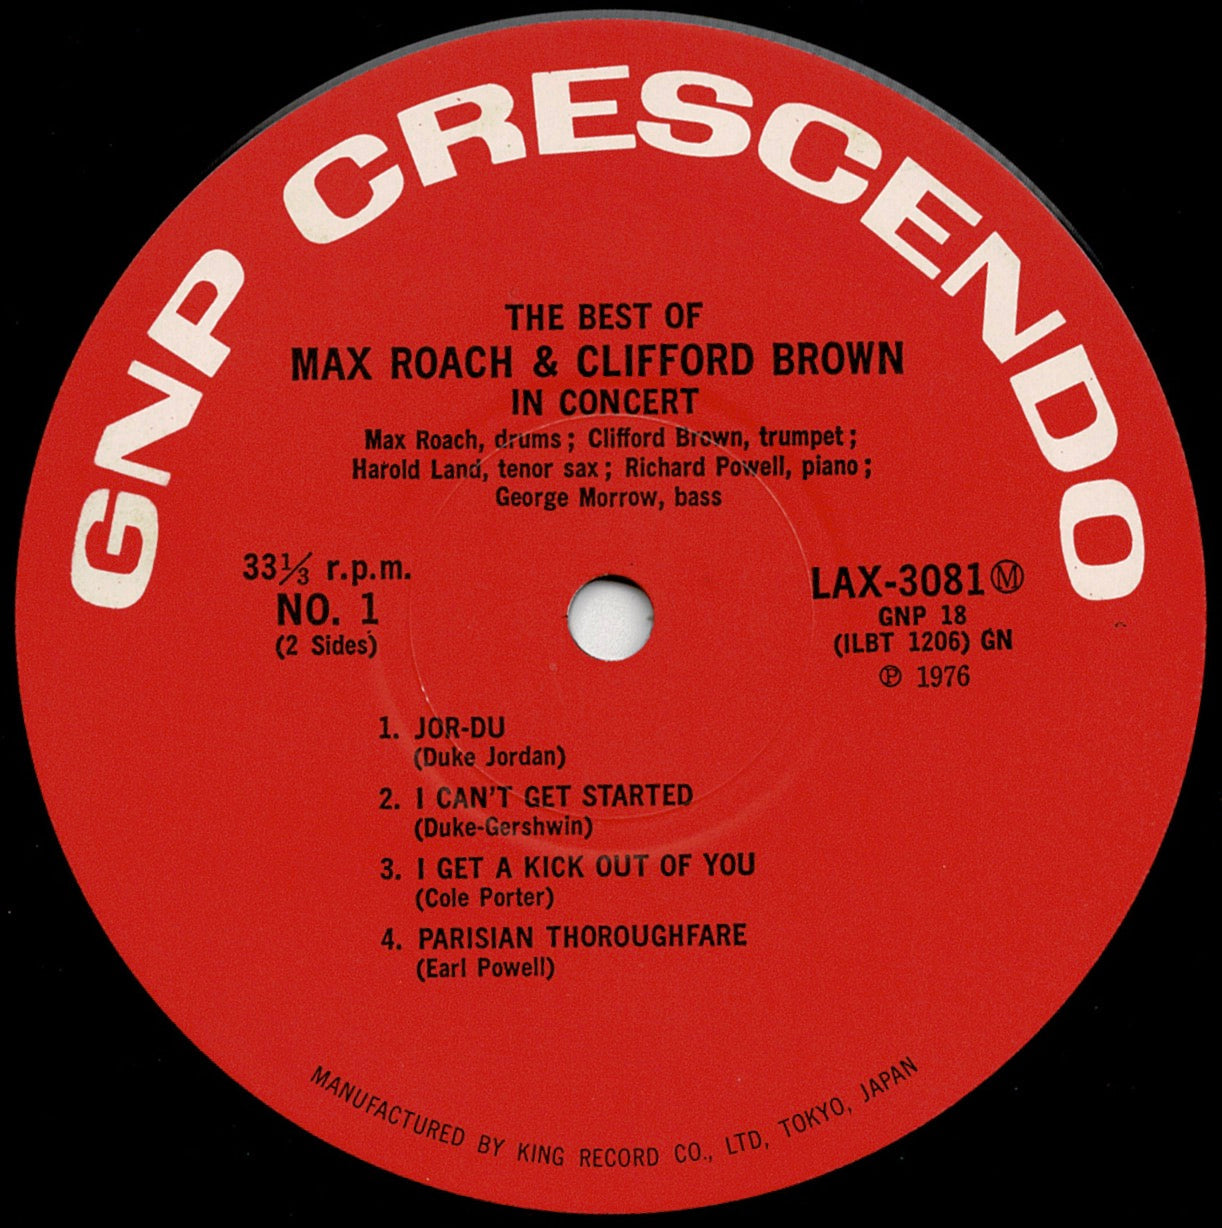 GNP CRESCENDO
THE BEST OF
MAX ROACH & CLIFFORD BROWN
IN CONCERT
Max Roach, drums; Clifford Brown, trumpet;
Harold Land, tenor sax; Richard Powell, piano;
George Morrow, bass
33⅓ r.p.m.
NO. 1
(2 Sides)
LAX-3081 Ⓜ
GNP 18
(ILBT 1206) GN
℗ 1976
1. JOR-DU
(Duke Jordan)
2. I CAN'T GET STARTED
(Duke-Gershwin)
3. I GET A KICK OUT OF YOU
(Cole Porter)
4. PARISIAN THOROUGHFARE
(Earl Powell)
MANUFACTURED BY KING RECORD CO., LTD, TOKYO, JAPAN